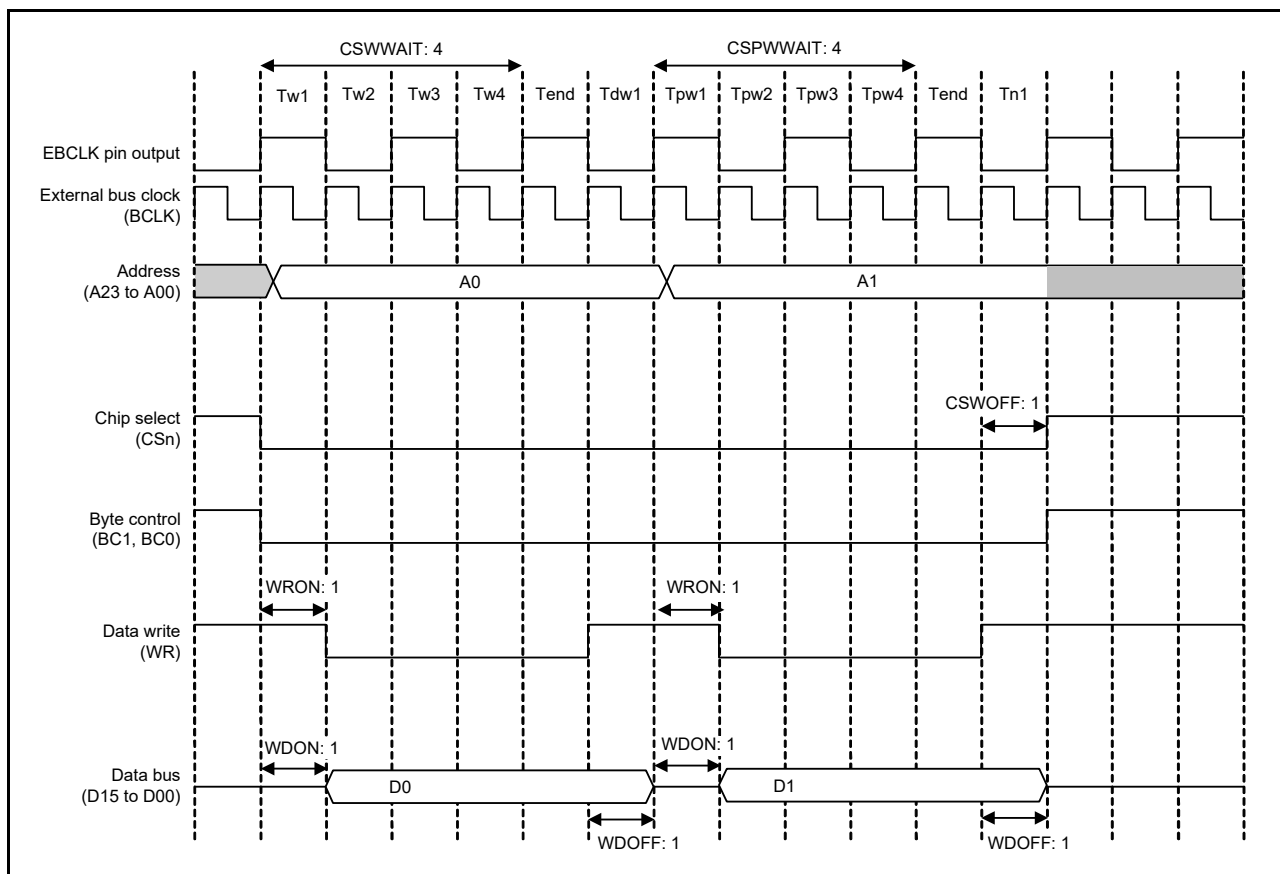 CSWWAIT: 4 CSPWWAIT: 4
Tw1 Tw2 Tw3 Tw4 Tend Tdw1 Tpw1 Tpw2 Tpw3 Tpw4 Tend Tn1
EBCLK pin output
External bus clock
(BCLK)
Address
(A23 to A00)
A0 A1
CSWOFF: 1
Chip select
(CSn)
Byte control
(BC1, BC0)
WRON: 1 WRON: 1
Data write
(WR)
WDON: 1 WDON: 1
Data bus
(D15 to D00)
D0 D1
WDOFF: 1 WDOFF: 1